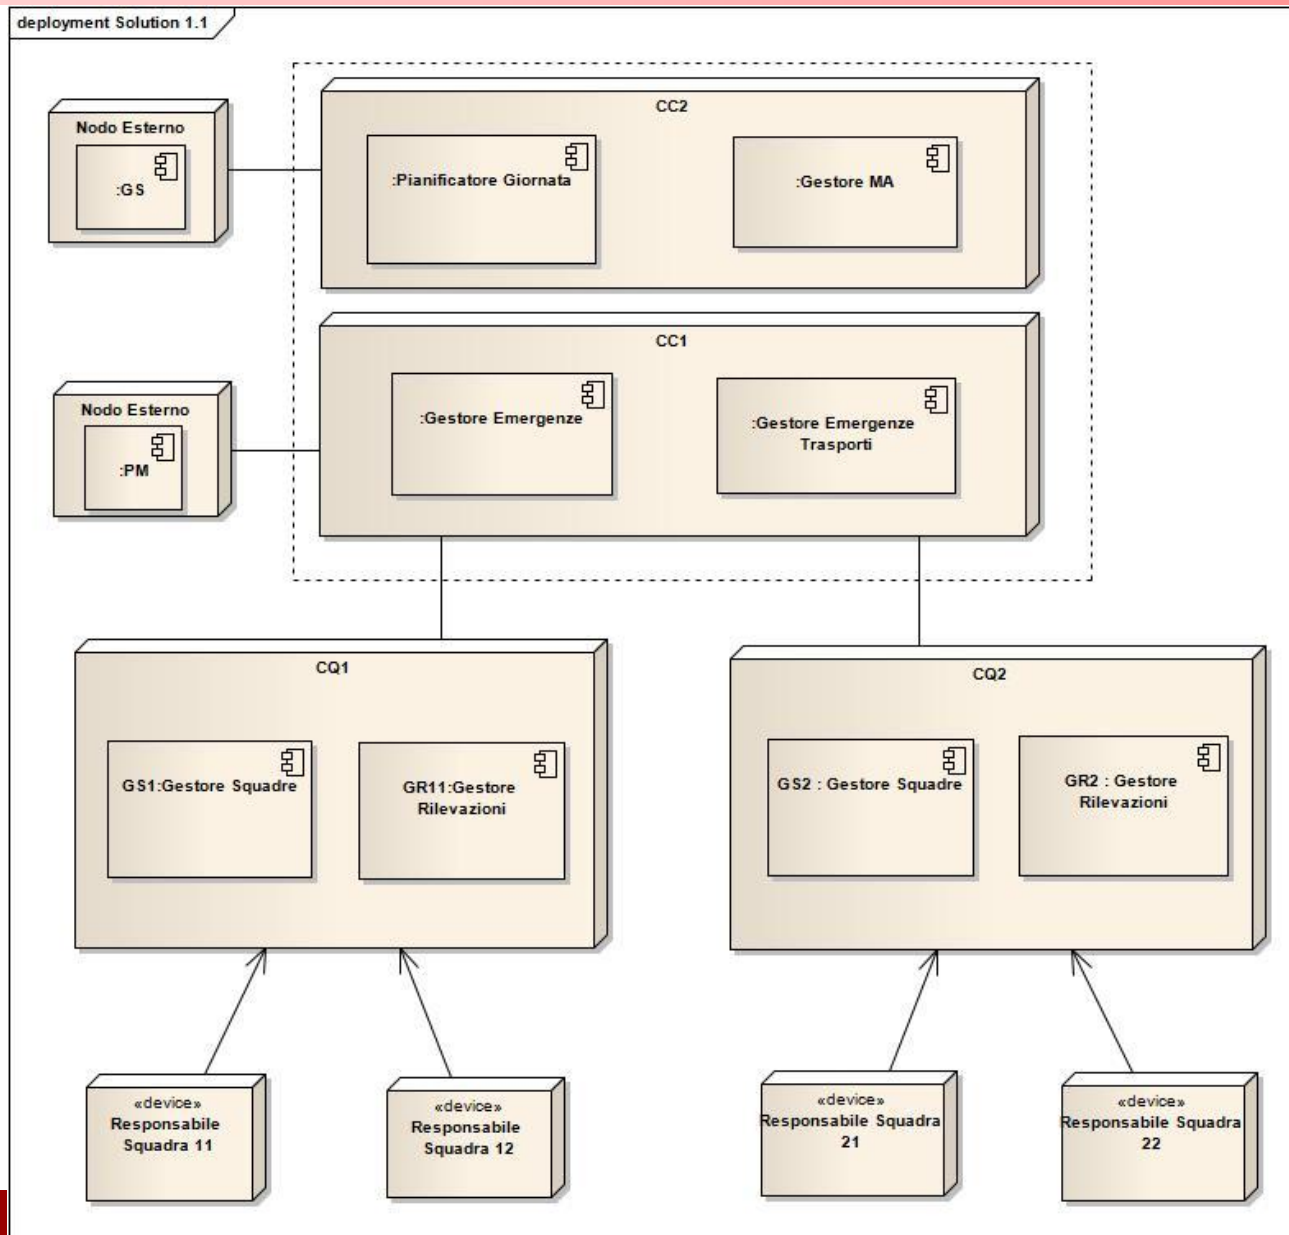 deployment Solution 1.1
CC2
Nodo Esterno
:GS
:Pianificatore Giornata
:Gestore MA
CC1
Nodo Esterno
:PM
:Gestore Emergenze
:Gestore Emergenze
Trasporti
CQ1
GS1:Gestore Squadre
GR11:Gestore
Rilevazioni
CQ2
GS2 : Gestore Squadre
GR2 : Gestore
Rilevazioni
«device»
Responsabile
Squadra 11
«device»
Responsabile
Squadra 12
«device»
Responsabile Squadra
21
«device»
Responsabile Squadra
22